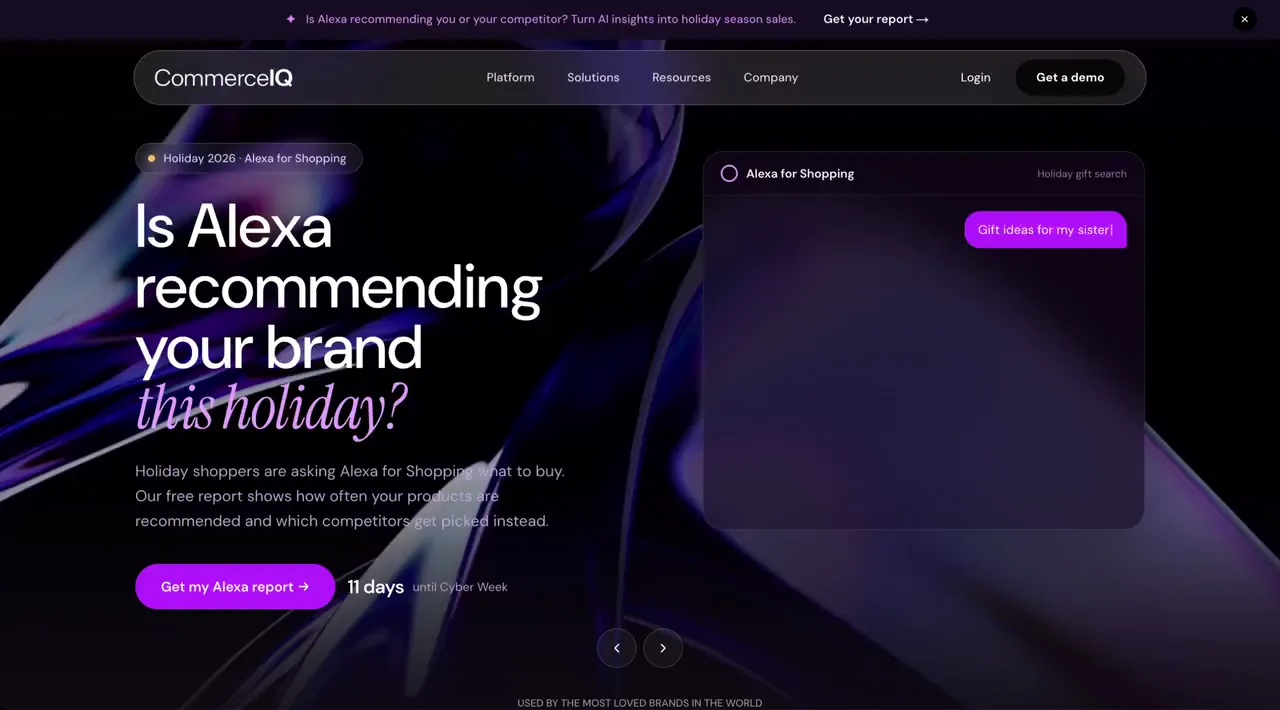 ✦ Is Alexa recommending you or your competitor? Turn AI insights into holiday season sales. Get your report → ✕
CommerceIQ Platform Solutions Resources Company Login Get a demo
Holiday 2026 · Alexa for Shopping
Is Alexa
recommending
your brand
this holiday?
Holiday shoppers are asking Alexa for Shopping what to buy.
Our free report shows how often your products are
recommended and which competitors get picked instead.
Get my Alexa report → 11 days until Cyber Week
Alexa for Shopping Holiday gift search
Gift ideas for my sister|
USED BY THE MOST LOVED BRANDS IN THE WORLD